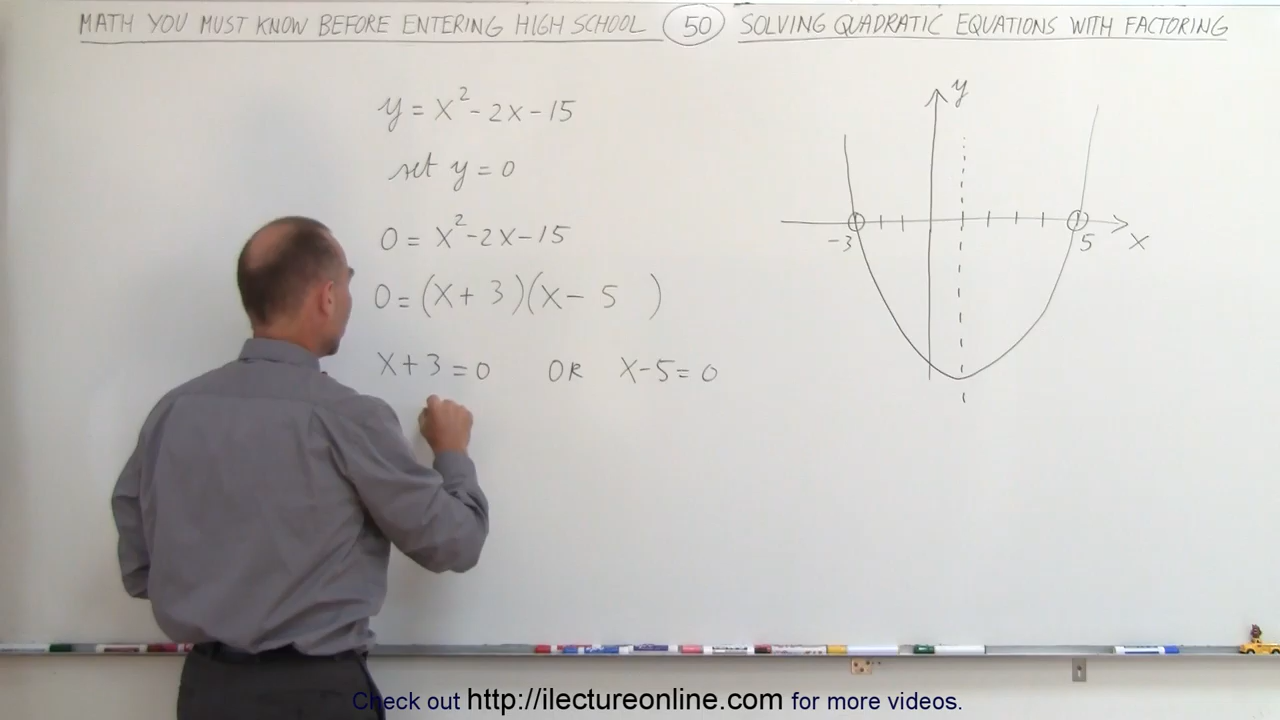 MATH YOU MUST KNOW BEFORE ENTERING HIGH SCHOOL 50 SOLVING QUADRATIC EQUATIONS WITH FACTORING
y = x² - 2x - 15
set y = 0
0 = x² - 2x - 15
0 = (x + 3)(x - 5 )
x + 3 = 0 OR x - 5 = 0
y
-3 5 x
Check out http://ilectureonline.com for more videos.